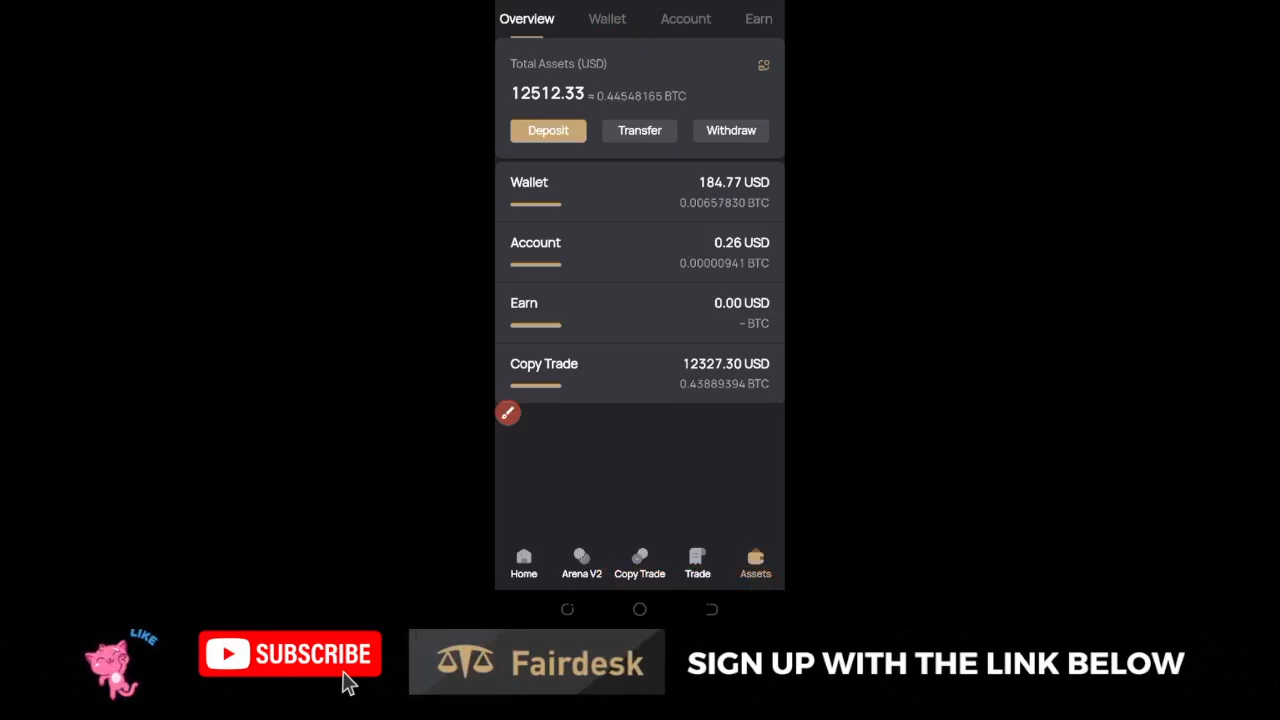 Overview Wallet Account Earn
Total Assets (USD)
12512.33 ≈ 0.44548165 BTC
Deposit Transfer Withdraw
Wallet 184.77 USD
0.00657830 BTC
Account 0.26 USD
0.00000941 BTC
Earn 0.00 USD
-- BTC
Copy Trade 12327.30 USD
0.43889394 BTC
Home Arena V2 Copy Trade Trade Assets
LIKE
SUBSCRIBE Fairdesk SIGN UP WITH THE LINK BELOW